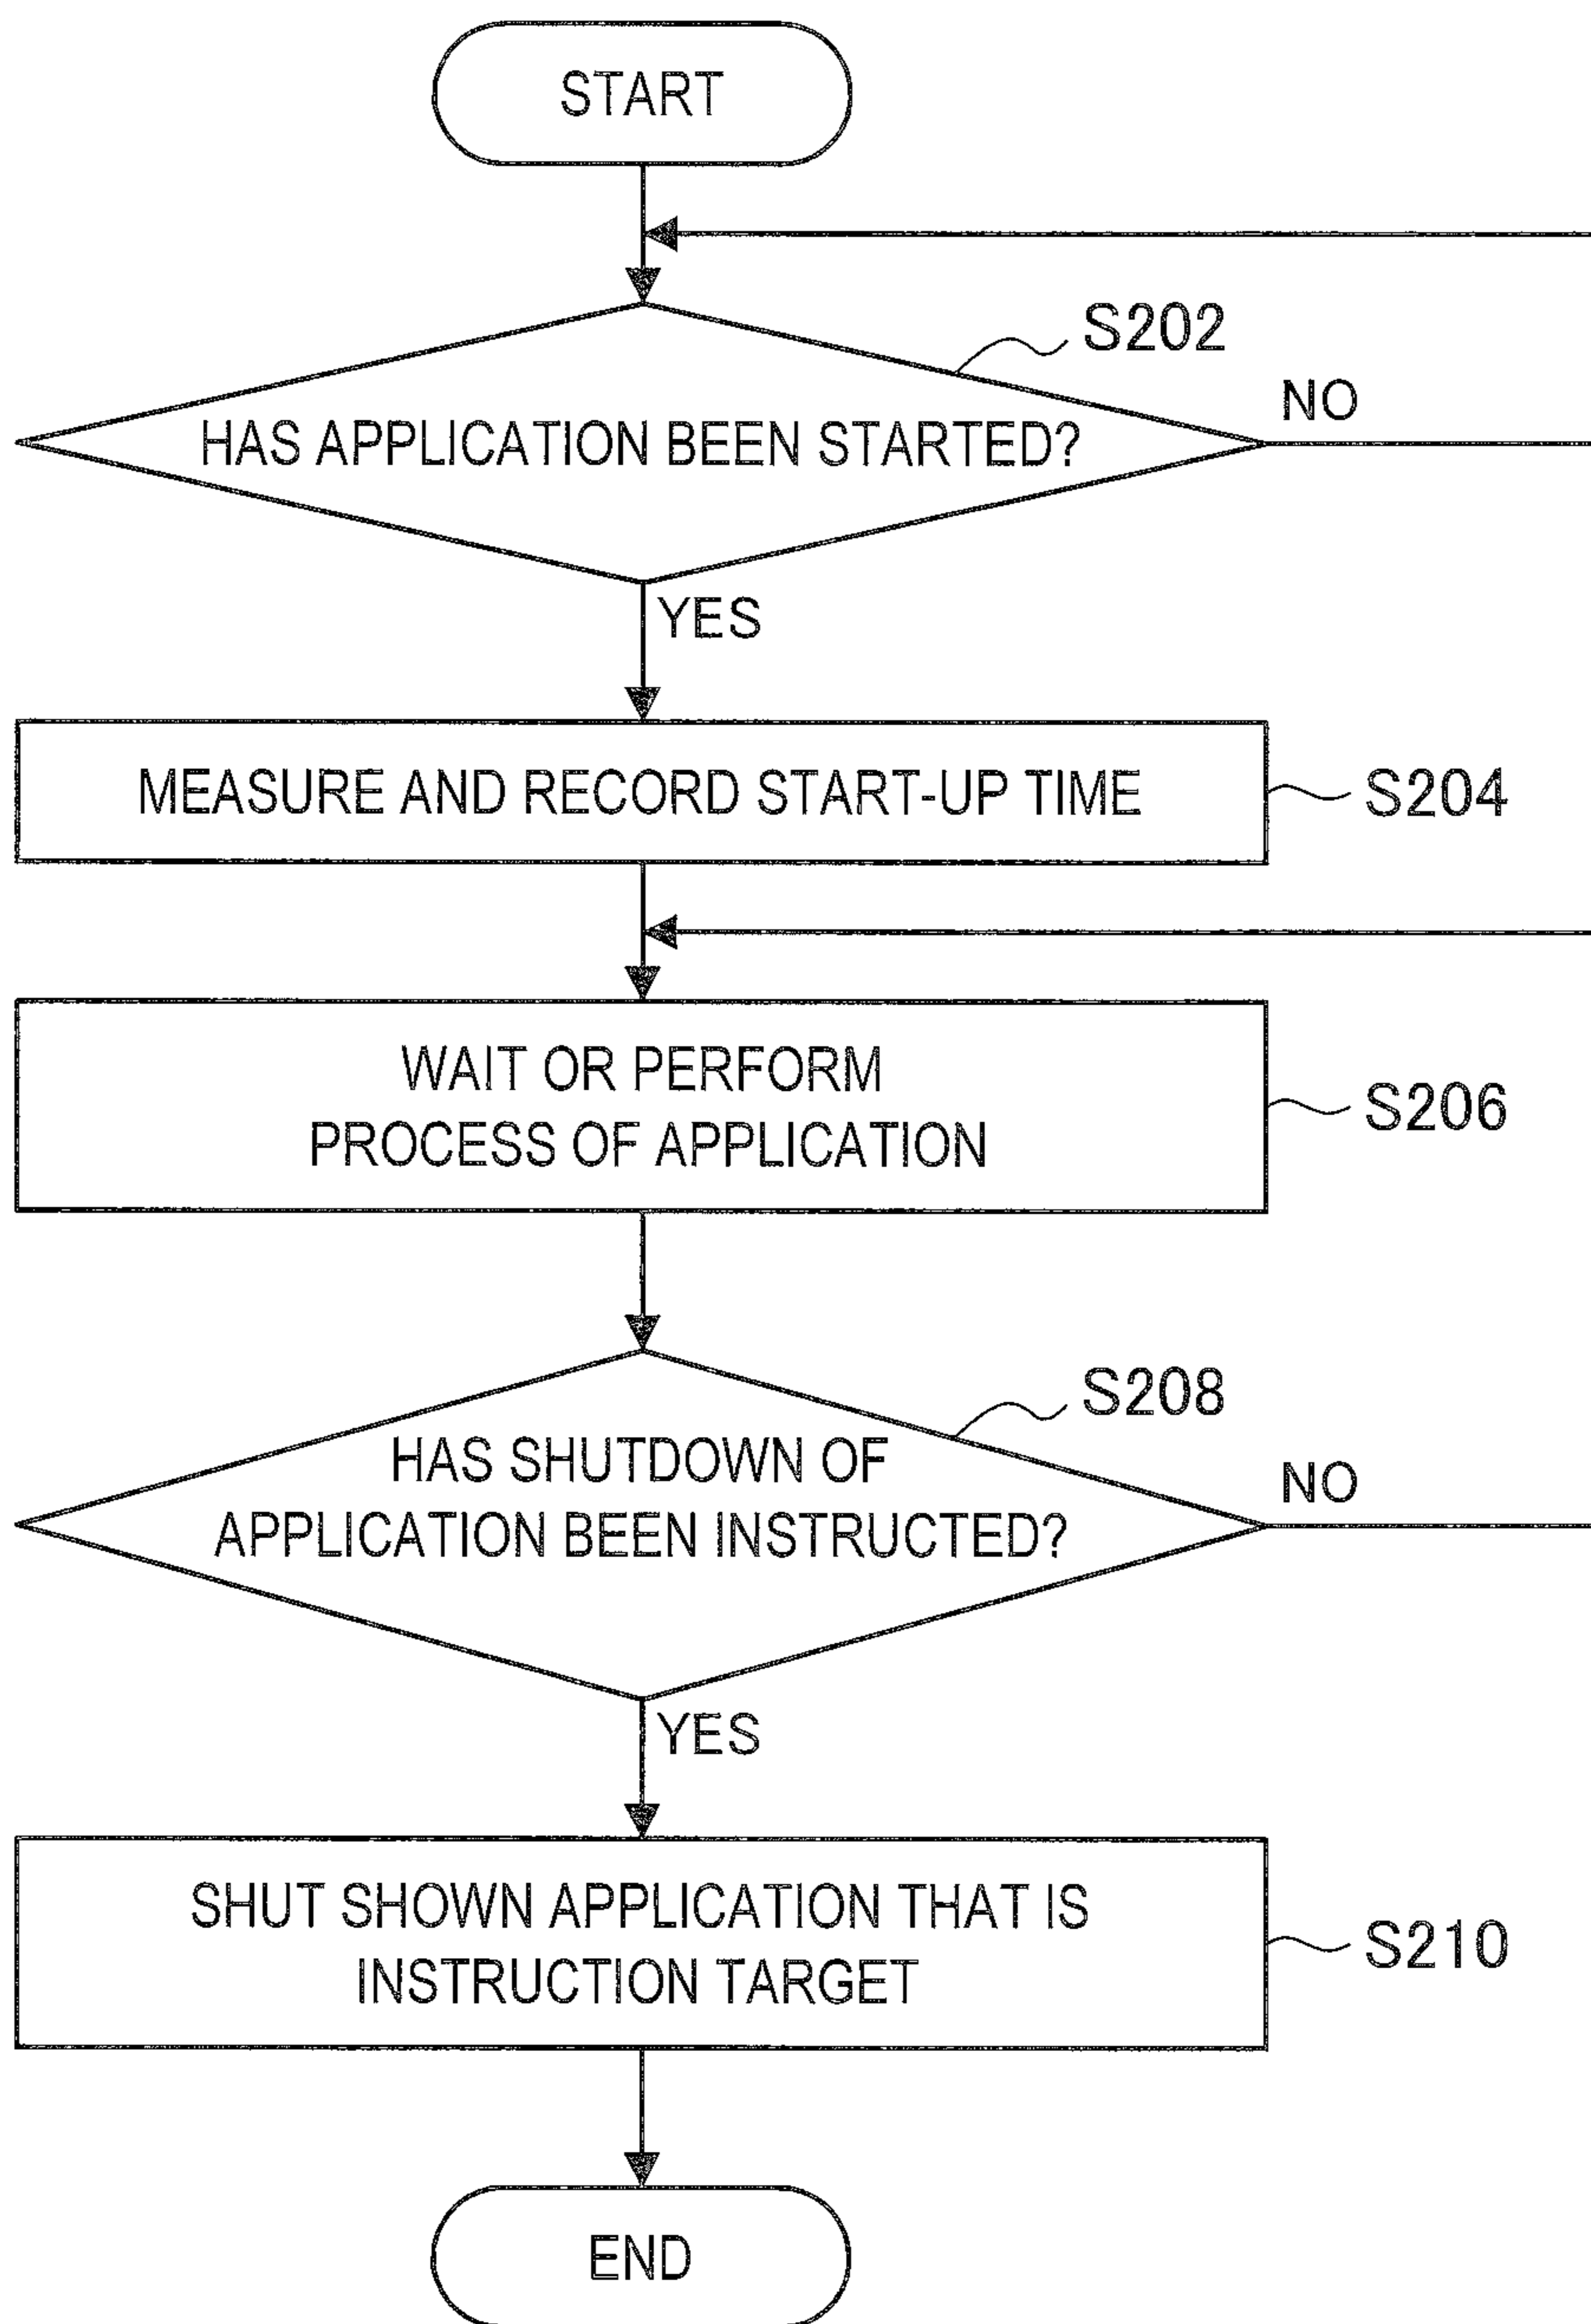 START
S202
NO
HAS APPLICATION BEEN STARTED?
YES
MEASURE AND RECORD START-UP TIME
S204
WAIT OR PERFORM
PROCESS OF APPLICATION
S206
S208
HAS SHUTDOWN OF
APPLICATION BEEN INSTRUCTED?
NO
YES
SHUT SHOWN APPLICATION THAT IS
INSTRUCTION TARGET
S210
END